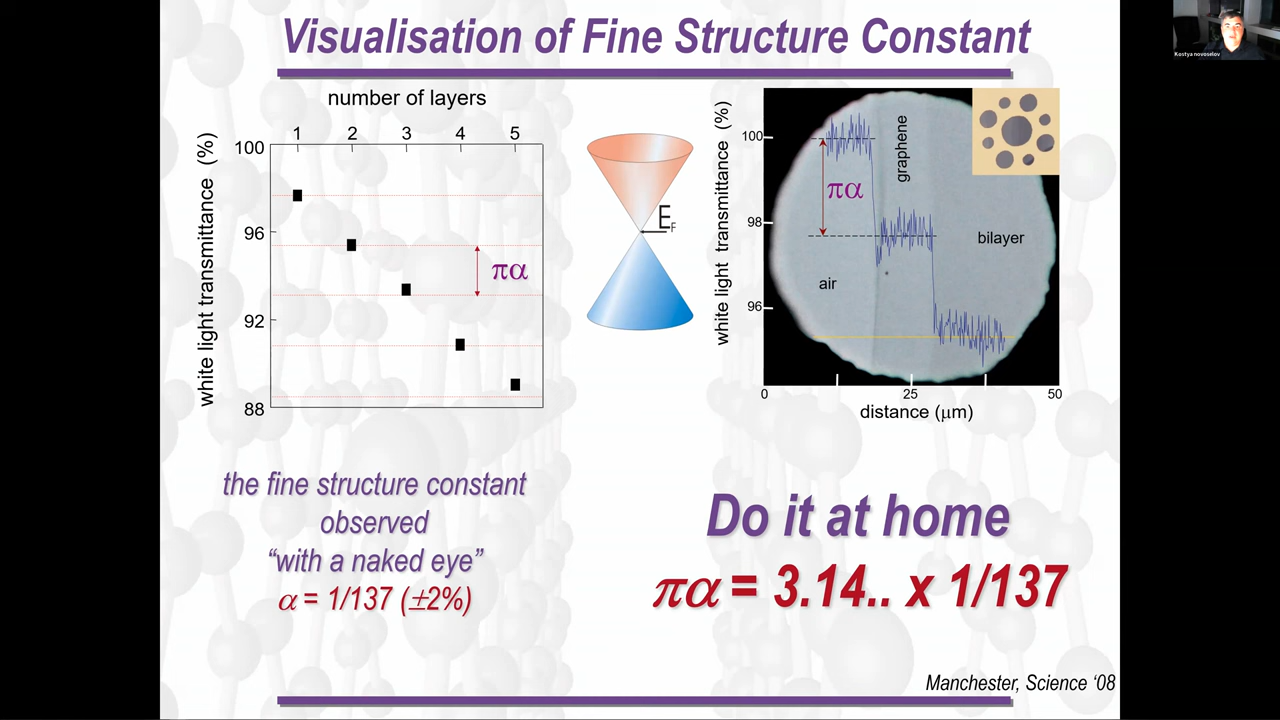 Visualisation of Fine Structure Constant
Kostya novoselov
number of layers
1 2 3 4 5
white light transmittance (%)
100
96
92
88
πα
E_F
white light transmittance (%)
100
98
96
πα
graphene
air
bilayer
0 25 50
distance (μm)
the fine structure constant
observed
“with a naked eye”
α = 1/137 (±2%)
Do it at home
πα = 3.14.. x 1/137
Manchester, Science ‘08